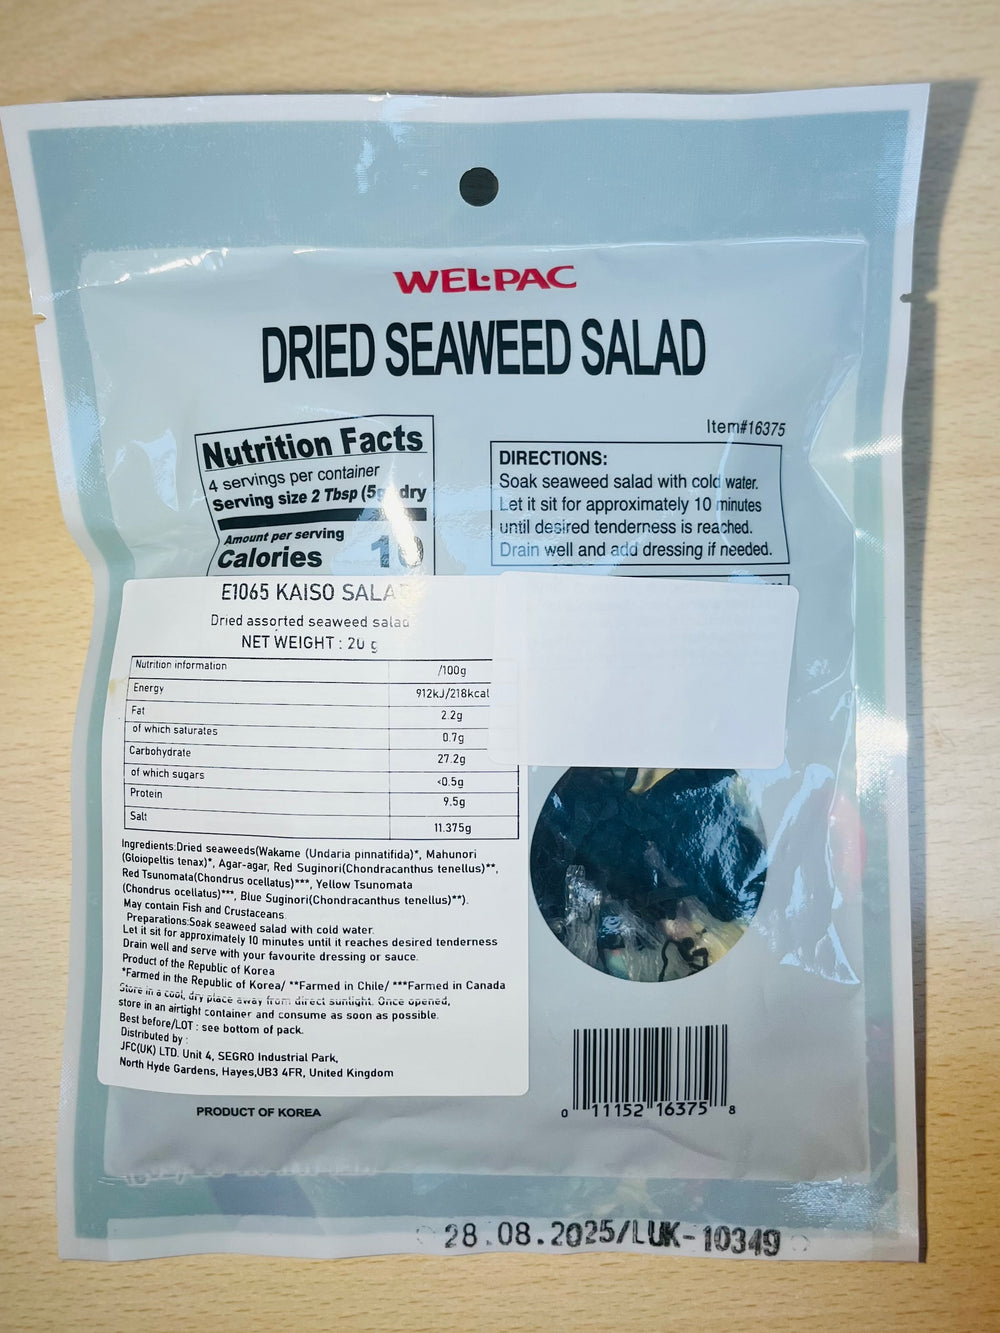 WEL·PAC
DRIED SEAWEED SALAD
Item#16375
Nutrition Facts
4 servings per container
Serving size 2 Tbsp (5g dry
Amount per serving
Calories 10
DIRECTIONS:
Soak seaweed salad with cold water.
Let it sit for approximately 10 minutes
until desired tenderness is reached.
Drain well and add dressing if needed.
E1065 KAISO SALAD
Dried assorted seaweed salad
NET WEIGHT : 20 g
Nutrition information /100g
Energy 912kJ/218kcal
Fat 2.2g
of which saturates 0.7g
Carbohydrate 27.2g
of which sugars <0.5g
Protein 9.5g
Salt 11.375g
Ingredients:Dried seaweeds(Wakame (Undaria pinnatifida)*, Mahunori
(Gloiopeltis tenax)*, Agar-agar, Red Suginori(Chondracanthus tenellus)**,
Red Tsunomata(Chondrus ocellatus)***, Yellow Tsunomata
(Chondrus ocellatus)***, Blue Suginori(Chondracanthus tenellus)**).
May contain Fish and Crustaceans.
Preparations:Soak seaweed salad with cold water.
Let it sit for approximately 10 minutes until it reaches desired tenderness
Drain well and serve with your favourite dressing or sauce.
Product of the Republic of Korea
*Farmed in the Republic of Korea/ **Farmed in Chile/ ***Farmed in Canada
Store in a cool, dry place away from direct sunlight. Once opened,
store in an airtight container and consume as soon as possible.
Best before/LOT : see bottom of pack.
Distributed by :
JFC(UK) LTD. Unit 4, SEGRO Industrial Park,
North Hyde Gardens, Hayes,UB3 4FR, United Kingdom
PRODUCT OF KOREA
0 11152 16375 8
28.08.2025/LUK-10349